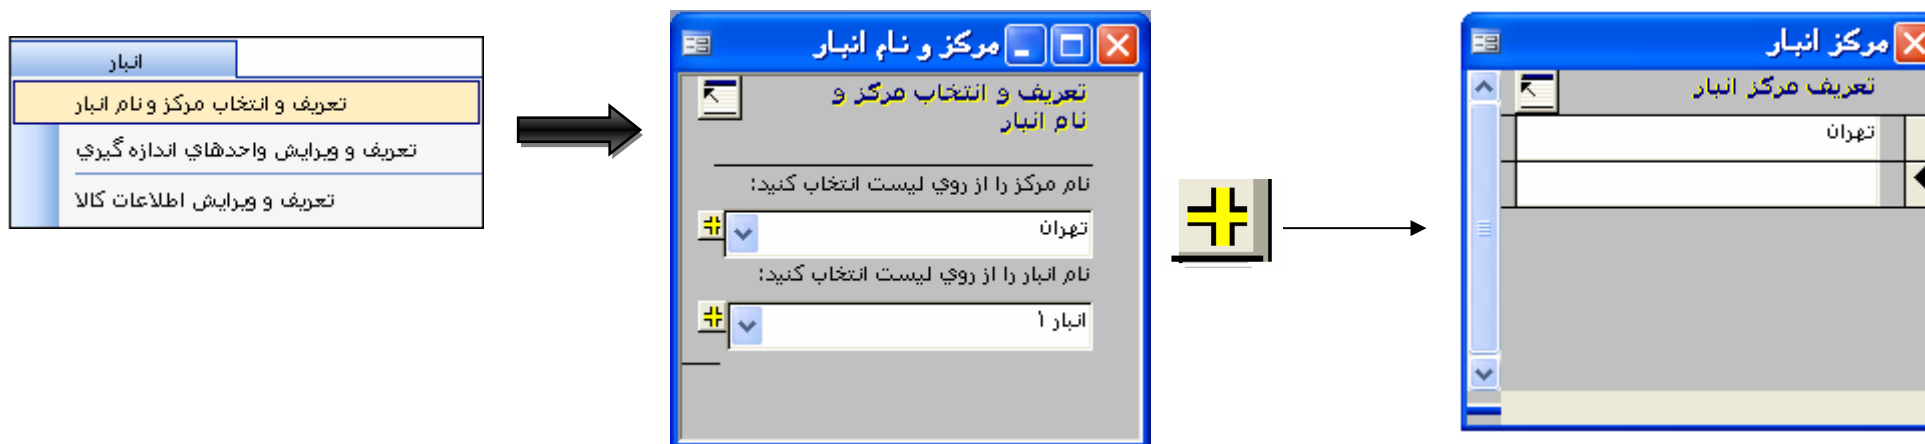 انبار
تعريف و انتخاب مركز و نام انبار
تعريف و ويرايش واحدهاي اندازه گيري
تعريف و ويرايش اطلاعات كالا
مركز و نام انبار
تعريف و انتخاب مركز و
نام انبار
نام مركز را از روي ليست انتخاب كنيد:
تهران
نام انبار را از روي ليست انتخاب كنيد:
انبار ۱
مركز انبار
تعريف مركز انبار
تهران